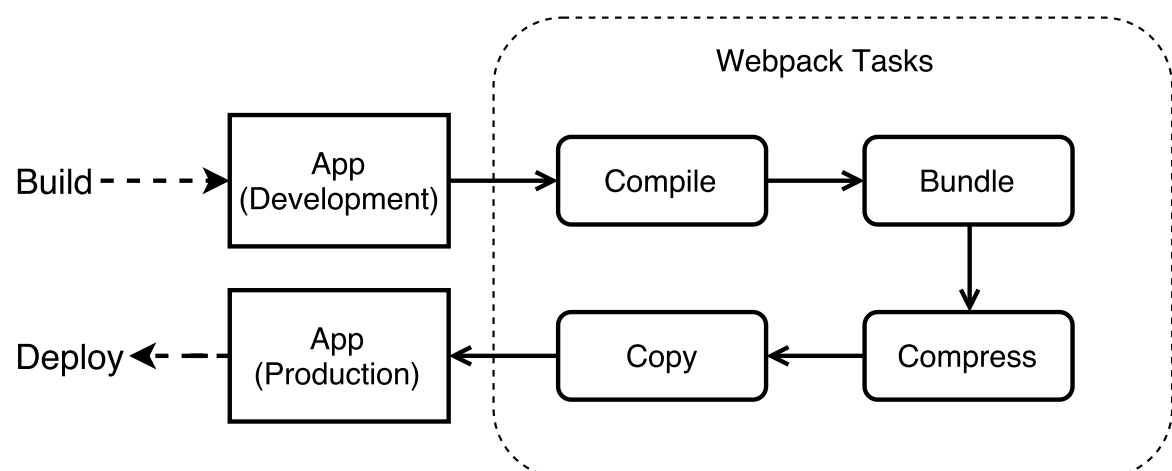 Webpack Tasks
Build
App
(Development)
Compile
Bundle
Deploy
App
(Production)
Copy
Compress